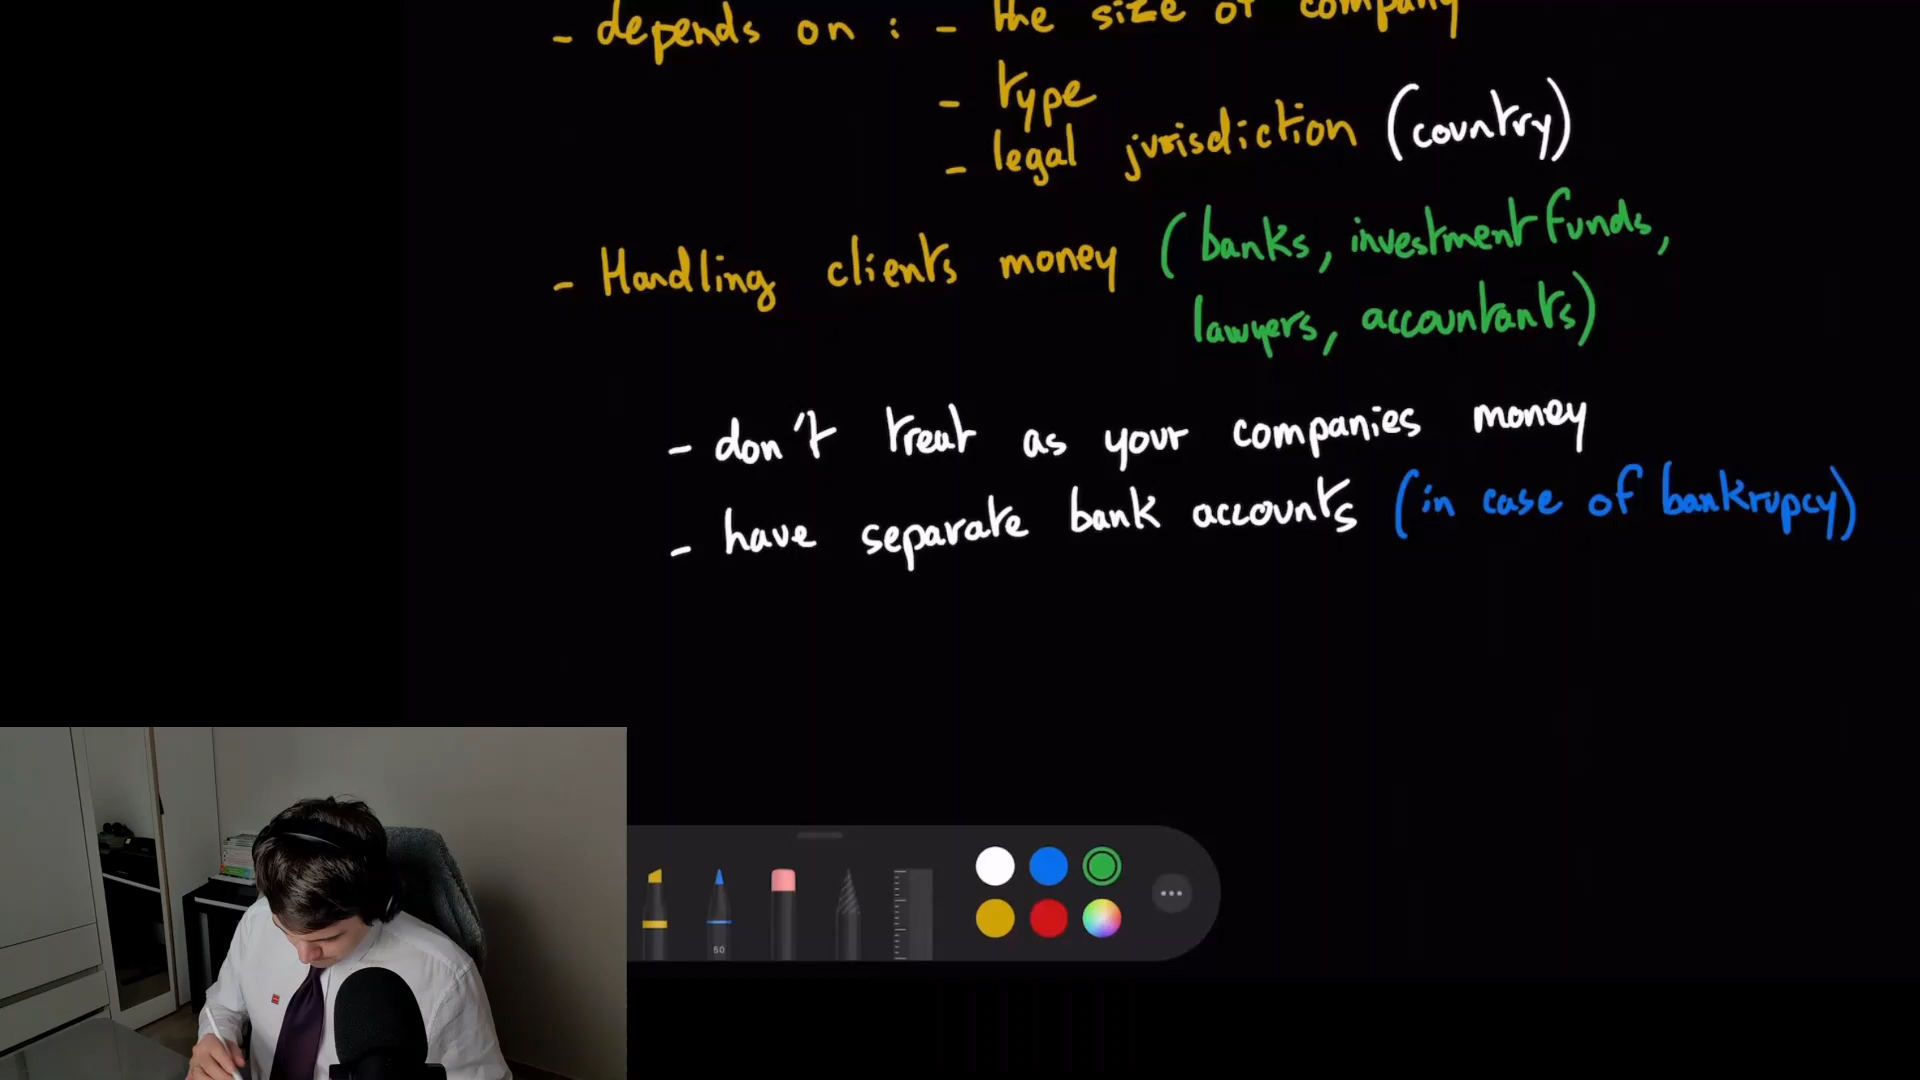 - depends on : - the size of company
- type
- legal jurisdiction (country)
- Handling clients money (banks, investment funds,
lawyers, accountants)
- don't treat as your companies money
- have separate bank accounts (in case of bankrupcy)
50